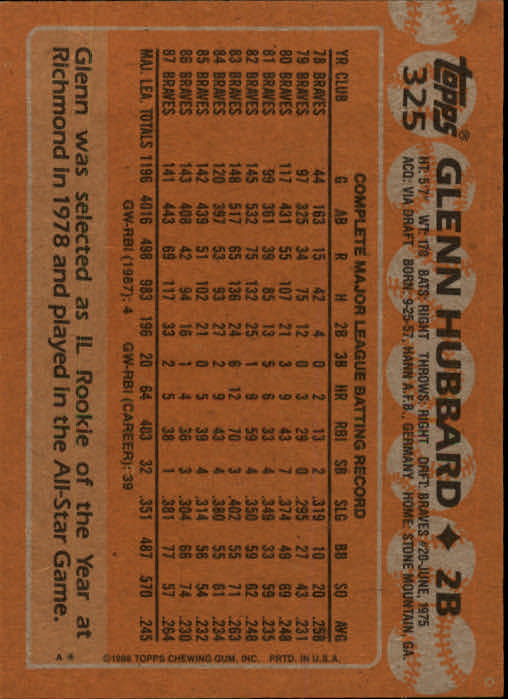 topps®
325
GLENN HUBBARD ♦ 2B
HT: 5'7" WT: 178 BATS: RIGHT THROWS: RIGHT DRFT: BRAVES #20-JUNE, 1975
ACQ: VIA DRAFT BORN: 9-25-57, HANN A.F.B., GERMANY HOME: STONE MOUNTAIN, GA.
COMPLETE MAJOR LEAGUE BATTING RECORD
YR CLUB G AB R H 2B 3B HR RBI SB SLG BB SO AVG
78 BRAVES 44 163 15 42 4 0 2 13 2 .319 10 20 .258
79 BRAVES 97 325 34 75 12 0 3 29 0 .295 27 43 .231
80 BRAVES 117 431 55 107 21 3 9 43 7 .374 49 69 .248
81 BRAVES 99 361 39 85 13 5 6 33 4 .349 33 59 .235
82 BRAVES 145 532 75 132 25 1 9 59 4 .350 59 62 .248
83 BRAVES 148 517 65 136 24 6 12 70 3 .402 55 71 .263
84 BRAVES 120 397 53 93 27 2 9 43 4 .380 55 61 .234
85 BRAVES 142 439 51 102 21 0 5 39 4 .314 56 54 .232
86 BRAVES 143 408 42 94 16 1 4 36 3 .304 66 74 .230
87 BRAVES 141 443 69 117 33 2 5 38 1 .381 77 57 .264
MAJ. LEA. TOTALS 1196 4016 498 983 196 20 64 403 32 .351 487 570 .245
GW-RBI (1987): 4 GW-RBI (CAREER): 39
©1988 TOPPS CHEWING GUM, INC. PRTD. IN U.S.A.
Glenn was selected as IL Rookie of the Year at
Richmond in 1978 and played in the All-Star Game.
A *